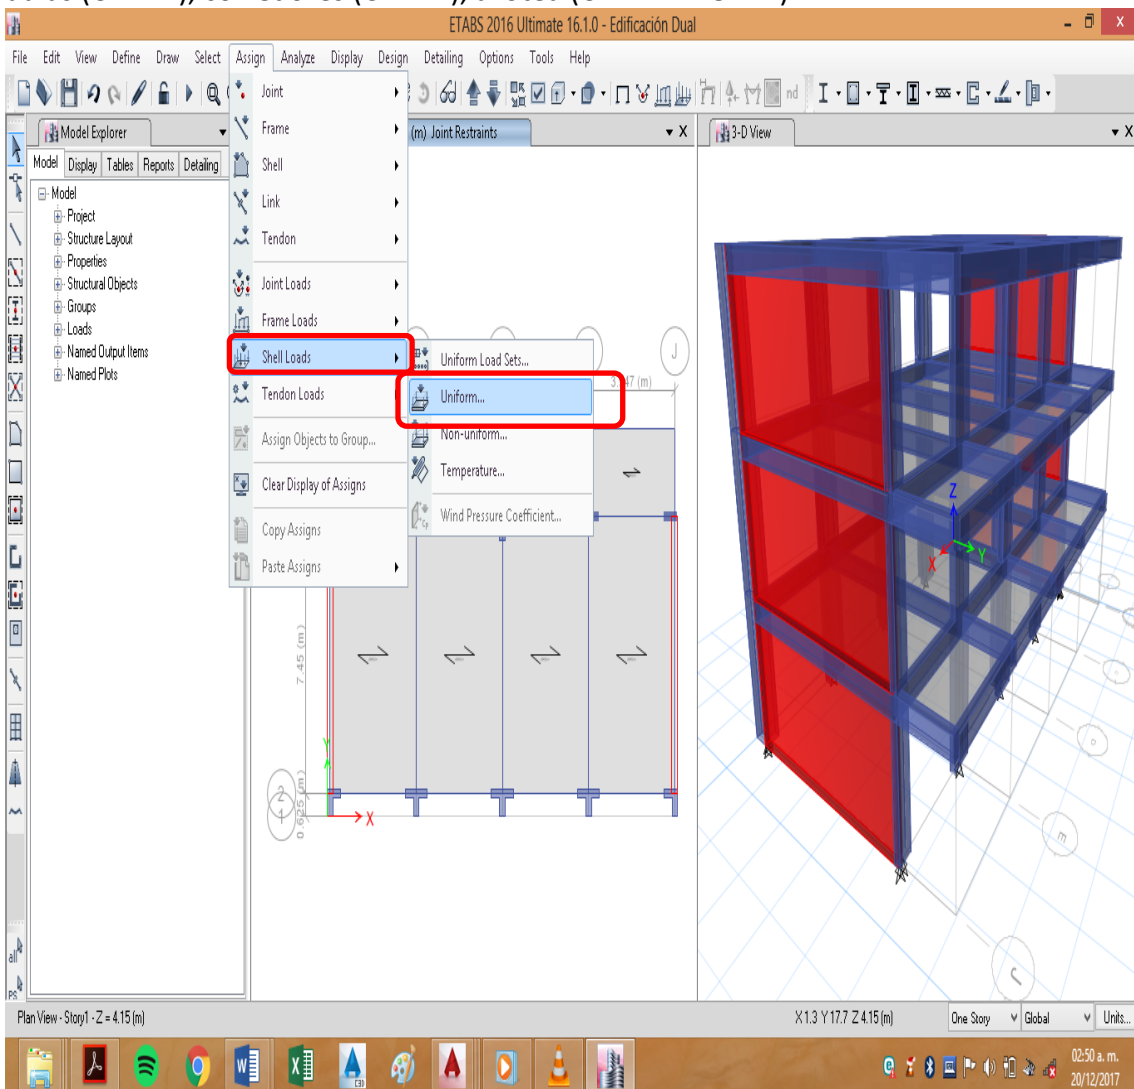 ETABS 2016 Ultimate 16.1.0 - Edificación Dual
File Edit View Define Draw Select Assign Analyze Display Design Detailing Options Tools Help
nd
Model Explorer
Model Display Tables Reports Detailing
Model
Project
Structure Layout
Properties
Structural Objects
Groups
Loads
Named Output Items
Named Plots
Joint
Frame
Shell
Link
Tendon
Joint Loads
Frame Loads
Shell Loads
Tendon Loads
Assign Objects to Group...
Clear Display of Assigns
Copy Assigns
Paste Assigns
Uniform Load Sets...
Uniform...
Non-uniform...
Temperature...
Wind Pressure Coefficient...
(m) Joint Restraints
X
3-D View
X
J
7.45 (m)
0.625 (m)
2
1
Y
X
Z
Y
X
J
all
PS
Plan View - Story1 - Z = 4.15 (m)
X 1.3 Y 17.7 Z 4.15 (m)
One Story
Global
Units...
02:50 a. m.
20/12/2017